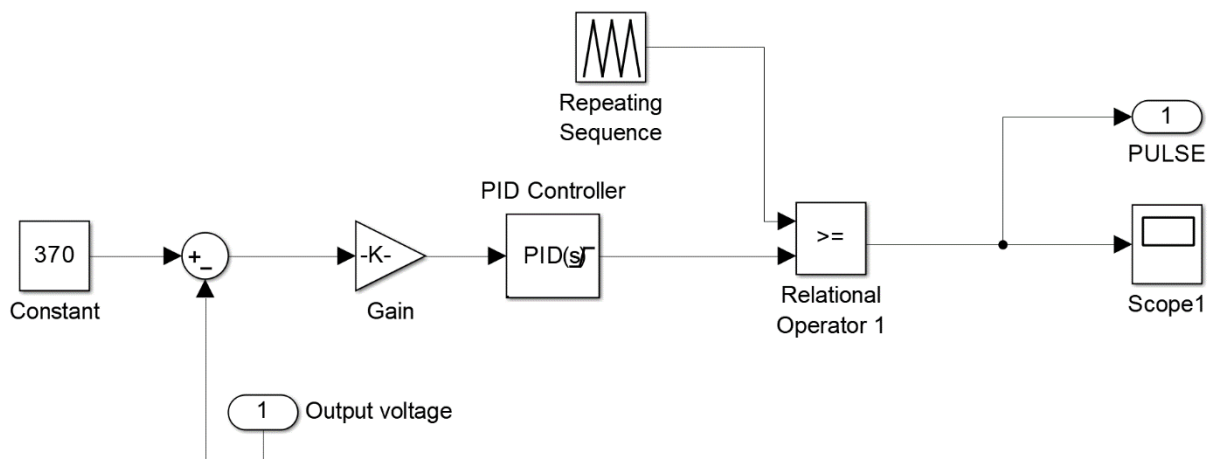 Repeating
Sequence
1
PULSE
PID Controller
370
+
-
-K-
PID(s)
>=
Constant
Gain
Relational
Operator 1
Scope1
1
Output voltage